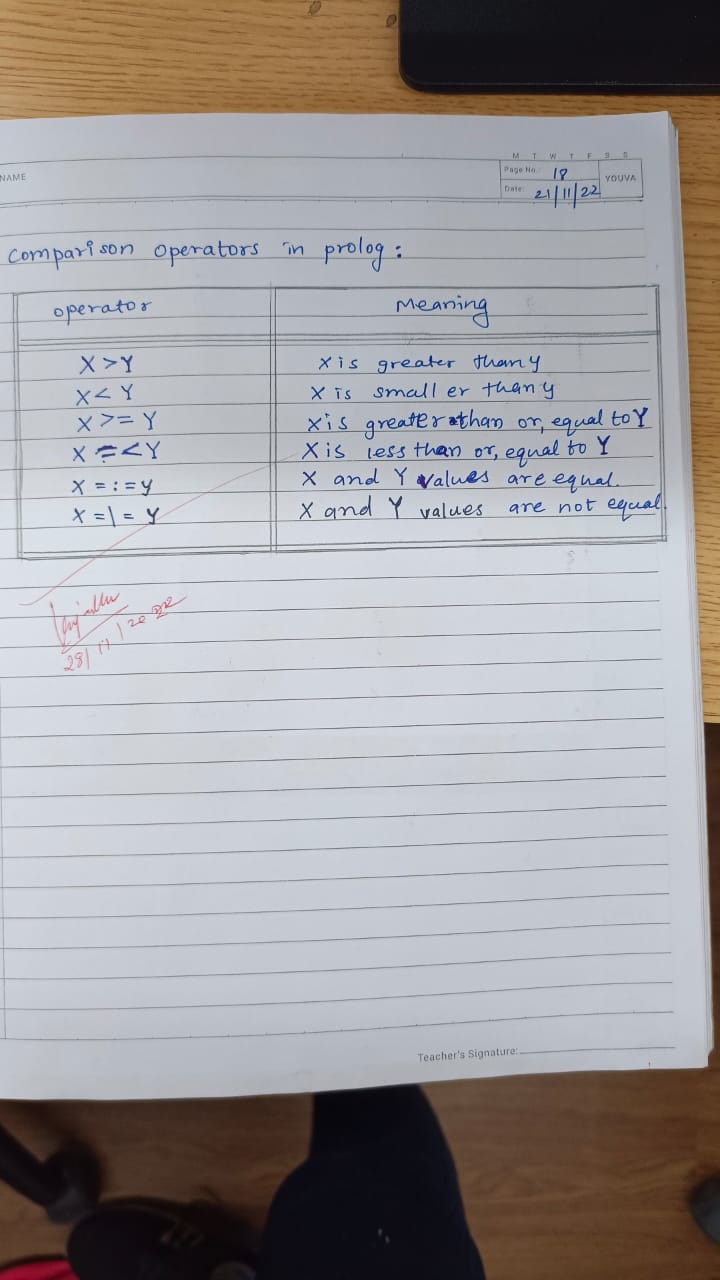 M T W T F S S
NAME
Page No.: 18
YOUVA
Date: 21/11/22
Comparison operators in prolog :
operator Meaning
X >Y X is greater than y
X< Y X is small er than y
X >= Y X is greater than or, equal to Y
X =<Y X is less than or, equal to Y
X =:=y X and Y values are equal.
X =\= Y X and Y values are not equal.
28/11/2022
Teacher's Signature: